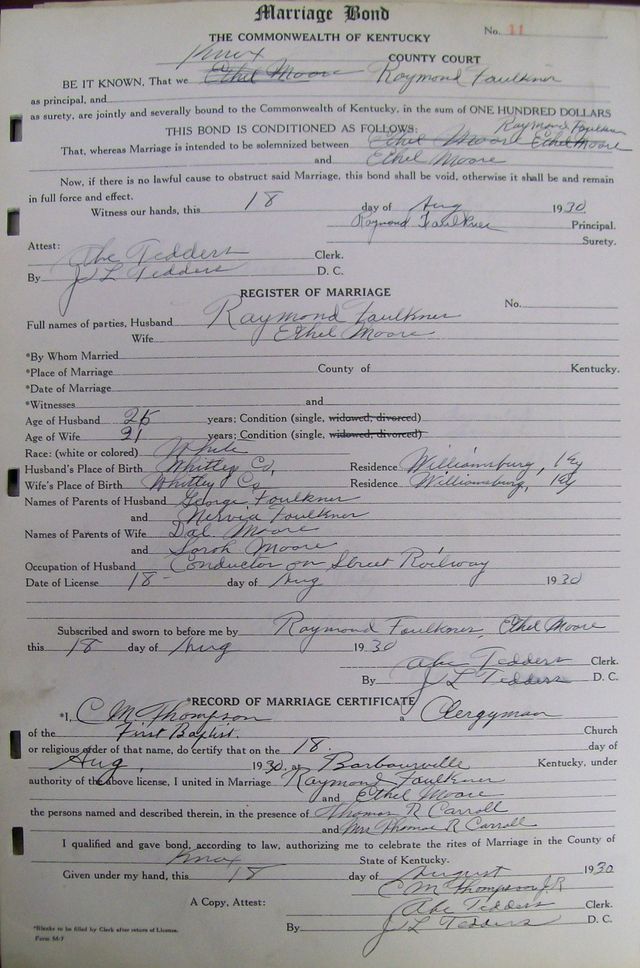 Marriage Bond
No. 11
THE COMMONWEALTH OF KENTUCKY
Knox COUNTY COURT
BE IT KNOWN, That we Ethel Moore Raymond Faulkner
as principal, and
as surety, are jointly and severally bound to the Commonwealth of Kentucky, in the sum of ONE HUNDRED DOLLARS
THIS BOND IS CONDITIONED AS FOLLOWS: Raymond Faulkner
That, whereas Marriage is intended to be solemnized between Ethel Moore Ethel Moore
and Ethel Moore
Now, if there is no lawful cause to obstruct said Marriage, this bond shall be void, otherwise it shall be and remain
in full force and effect.
Witness our hands, this 18 day of Aug 1930
Raymond Faulkner Principal.
Surety.
Attest:
Abe Tedders Clerk.
By J L Tedders D. C.
REGISTER OF MARRIAGE
No.
Full names of parties, Husband Raymond Faulkner
Wife Ethel Moore
*By Whom Married
*Place of Marriage County of Kentucky.
*Date of Marriage
*Witnesses and
Age of Husband 25 years; Condition (single, widowed, divorced)
Age of Wife 21 years; Condition (single, widowed, divorced)
Race: (white or colored) White
Husband's Place of Birth Whitley Co, Residence Williamsburg, Ky
Wife's Place of Birth Whitley Co Residence Williamsburg, Ky
Names of Parents of Husband George Faulkner
and Nervia Faulkner
Names of Parents of Wife Dal Moore
and Sarah Moore
Occupation of Husband Conductor on Street Railway
Date of License 18- day of Aug 1930
Subscribed and sworn to before me by Raymond Faulkner, Ethel Moore
this 18 day of Aug 1930
Abe Tedders Clerk.
By J L Tedders D. C.
*RECORD OF MARRIAGE CERTIFICATE
*I, C M Thompson a Clergyman
of the First Baptist. Church
or religious order of that name, do certify that on the 18. day of
Aug, 1930, at Barbourville Kentucky, under
authority of the above license, I united in Marriage Raymond Faulkner
and Ethel Moore
the persons named and described therein, in the presence of Thomas R Carroll
and Mrs Thomas R Carroll
I qualified and gave bond, according to law, authorizing me to celebrate the rites of Marriage in the County of
Knox State of Kentucky.
Given under my hand, this 18 day of August 1930
C M Thompson J.R
A Copy, Attest: Abe Tedders Clerk.
By J L Tedders D. C.
*Blanks to be filled by Clerk after return of License.
Form M-7